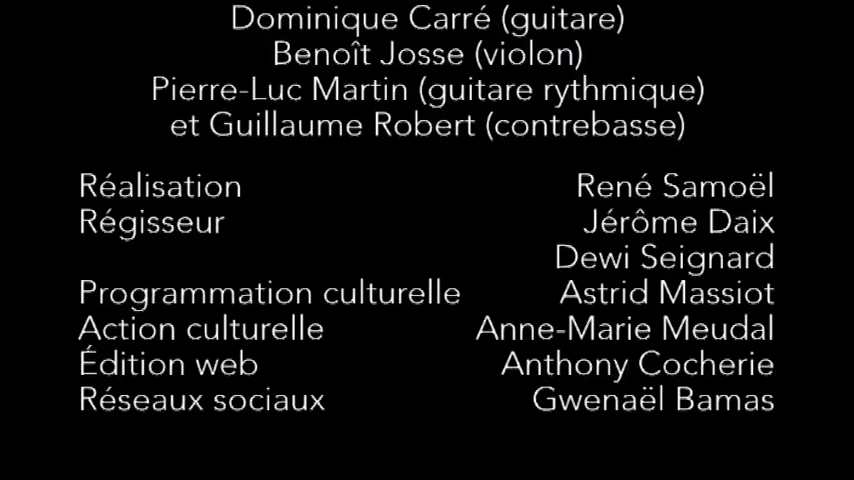 Dominique Carré (guitare)
Benoît Josse (violon)
Pierre-Luc Martin (guitare rythmique)
et Guillaume Robert (contrebasse)
Réalisation René Samoël
Régisseur Jérôme Daix
Dewi Seignard
Programmation culturelle Astrid Massiot
Action culturelle Anne-Marie Meudal
Édition web Anthony Cocherie
Réseaux sociaux Gwenaël Bamas